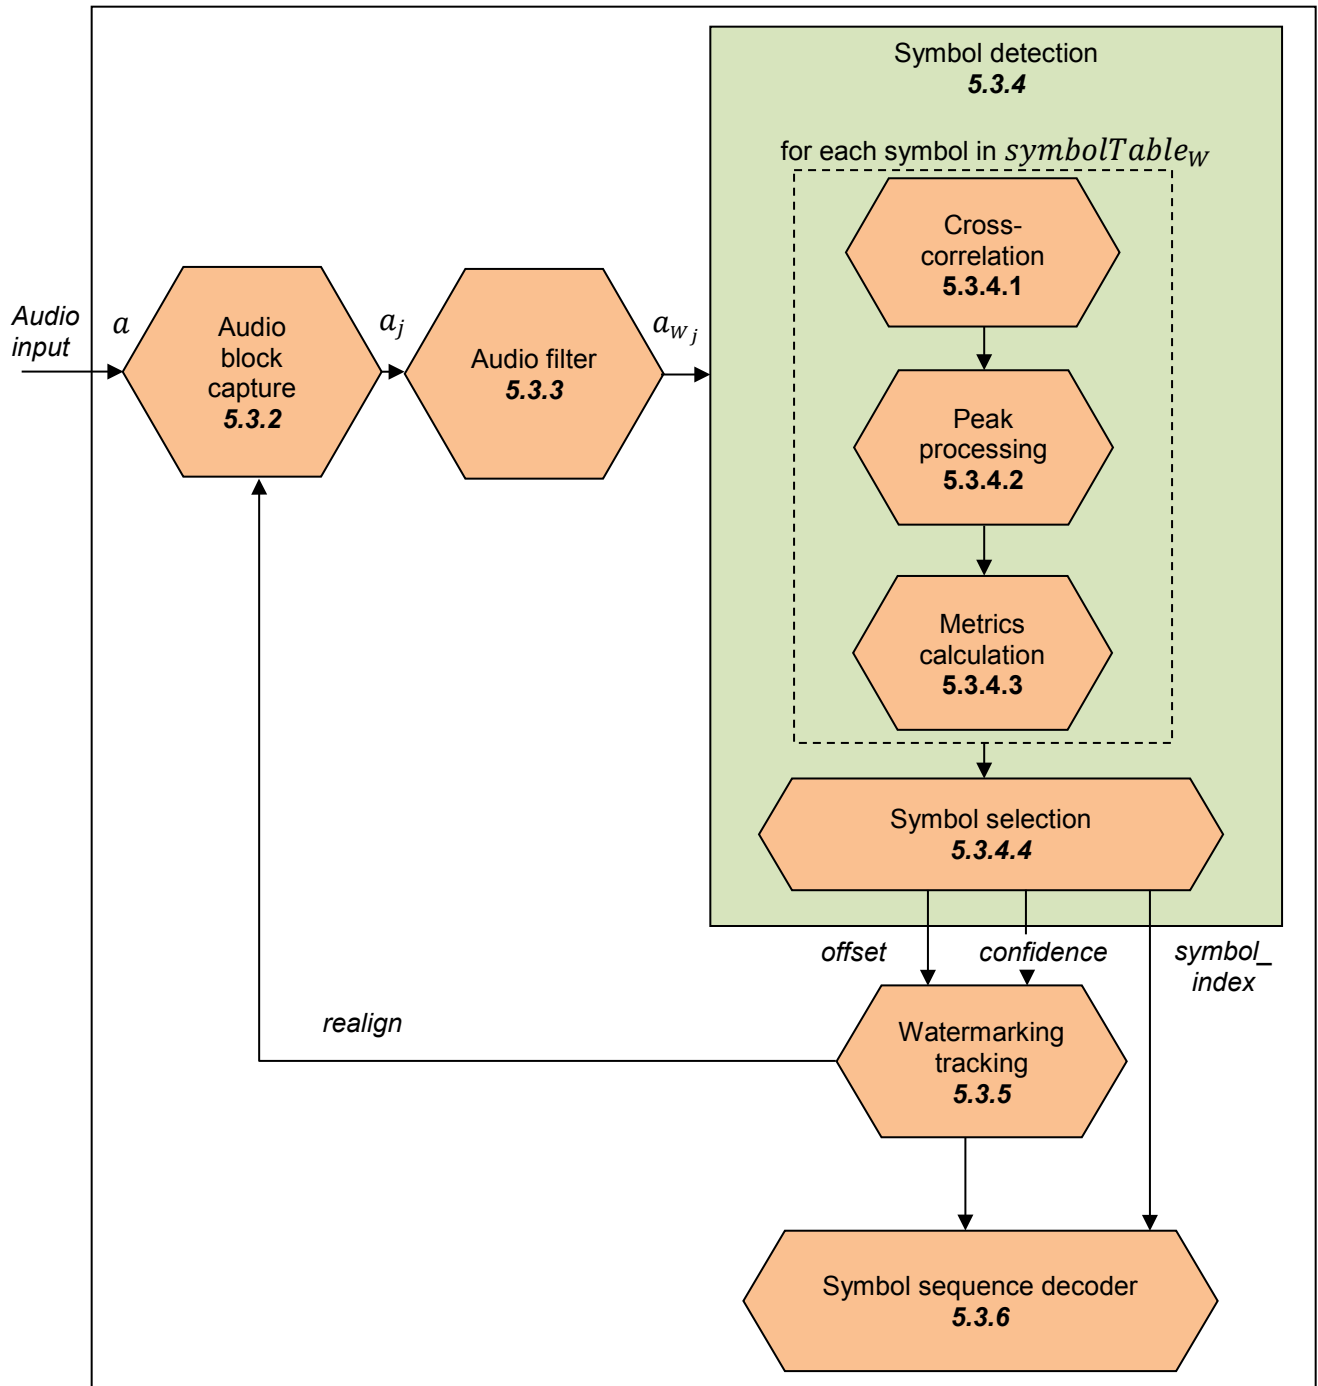 Symbol detection
5.3.4
for each symbol in symbolTable_W
Cross-
correlation
5.3.4.1
Audio
input
a
Audio
block
capture
5.3.2
a_j
Audio filter
5.3.3
a_{W_j}
Peak
processing
5.3.4.2
Metrics
calculation
5.3.4.3
Symbol selection
5.3.4.4
offset
confidence
symbol_
index
realign
Watermarking
tracking
5.3.5
Symbol sequence decoder
5.3.6